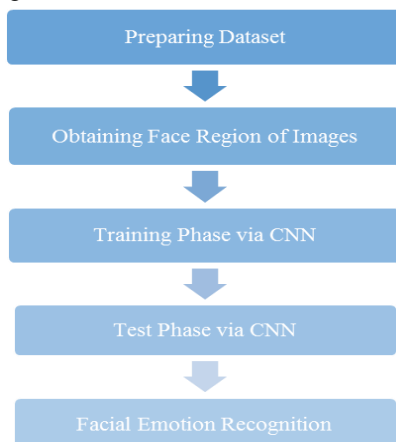 Preparing Dataset
Obtaining Face Region of Images
Training Phase via CNN
Test Phase via CNN
Facial Emotion Recognition